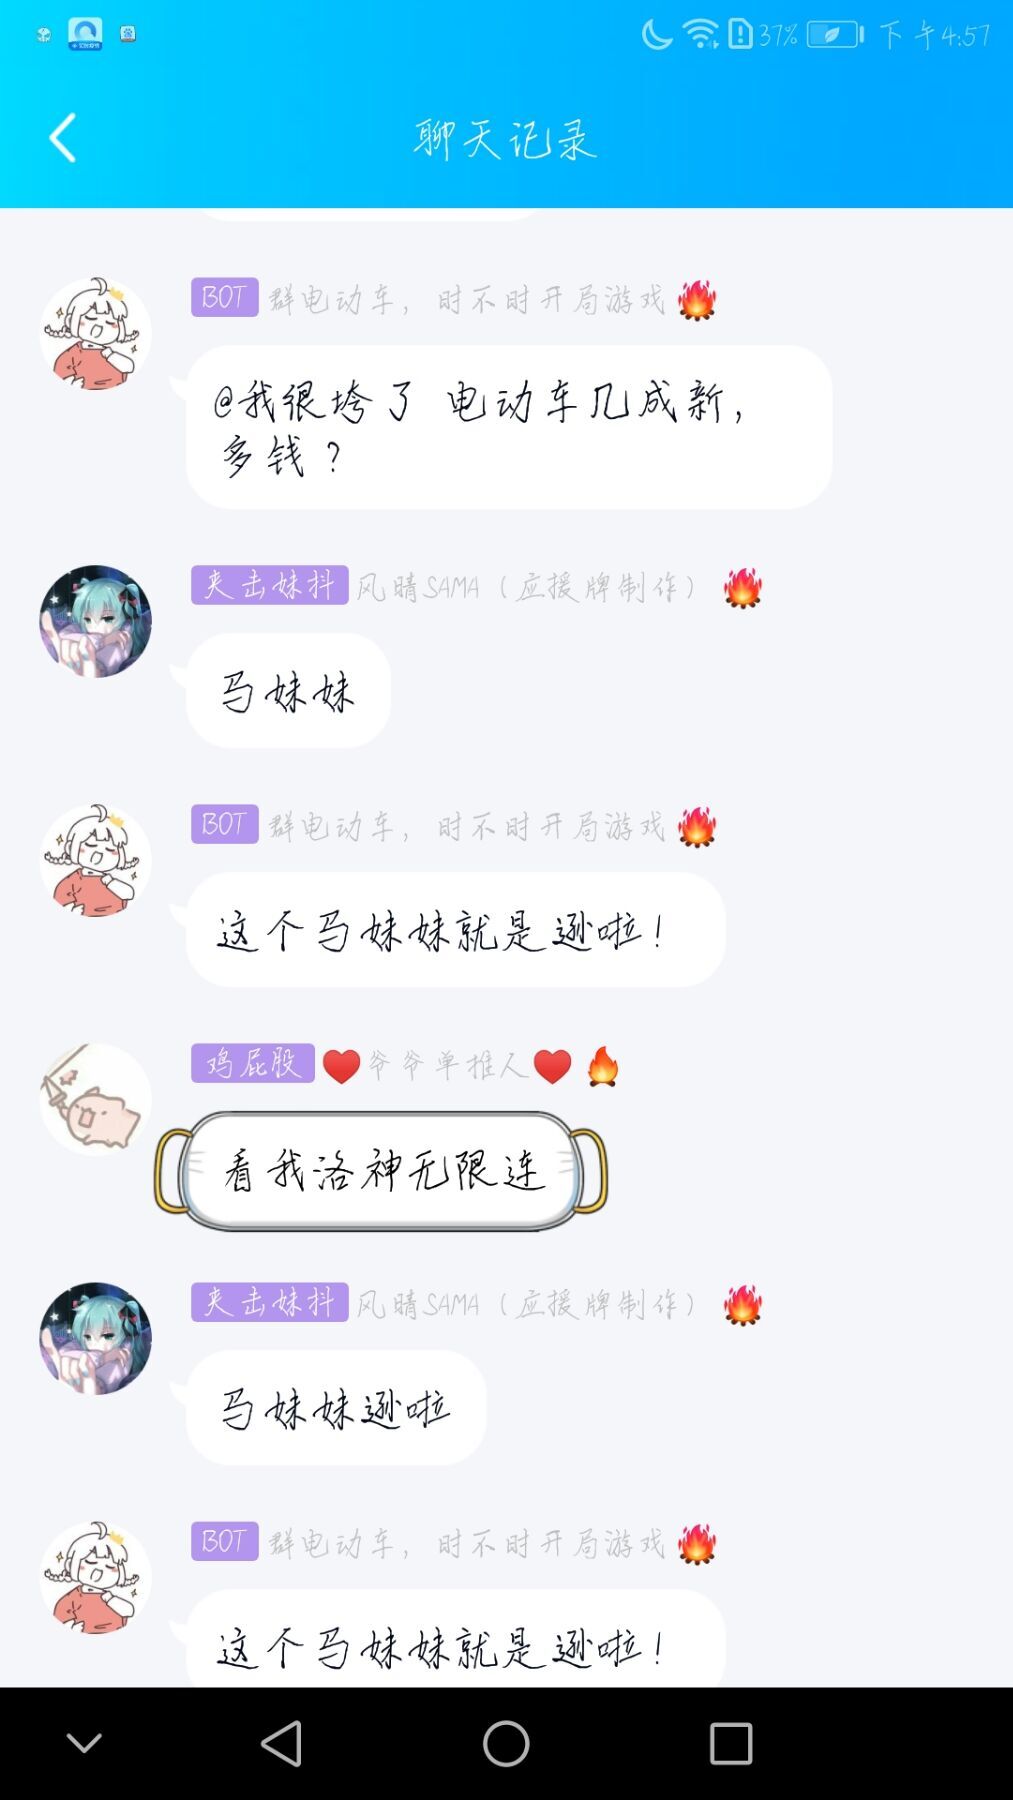 37% 下午4:57
聊天记录
BOT 群电动车，时不时开局游戏
@我很垮了 电动车几成新，
多钱？
夹击妹抖 风晴SAMA（应援牌制作）
马妹妹
BOT 群电动车，时不时开局游戏
这个马妹妹就是逊啦！
鸡屁股 爷爷单推人
看我洛神无限连
夹击妹抖 风晴SAMA（应援牌制作）
马妹妹逊啦
BOT 群电动车，时不时开局游戏
这个马妹妹就是逊啦！